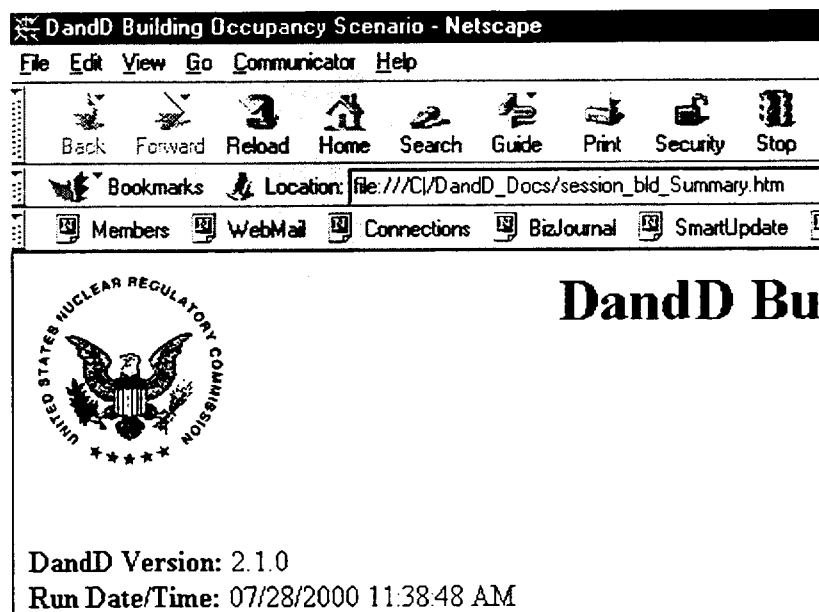 DandD Building Occupancy Scenario - Netscape
File Edit View Go Communicator Help
Back Forward Reload Home Search Guide Print Security Stop
Bookmarks Location: file:///C|/DandD_Docs/session_bld_Summary.htm
Members WebMail Connections BizJournal SmartUpdate
UNITED STATES NUCLEAR REGULATORY COMMISSION
DandD Bu
DandD Version: 2.1.0
Run Date/Time: 07/28/2000 11:38:48 AM